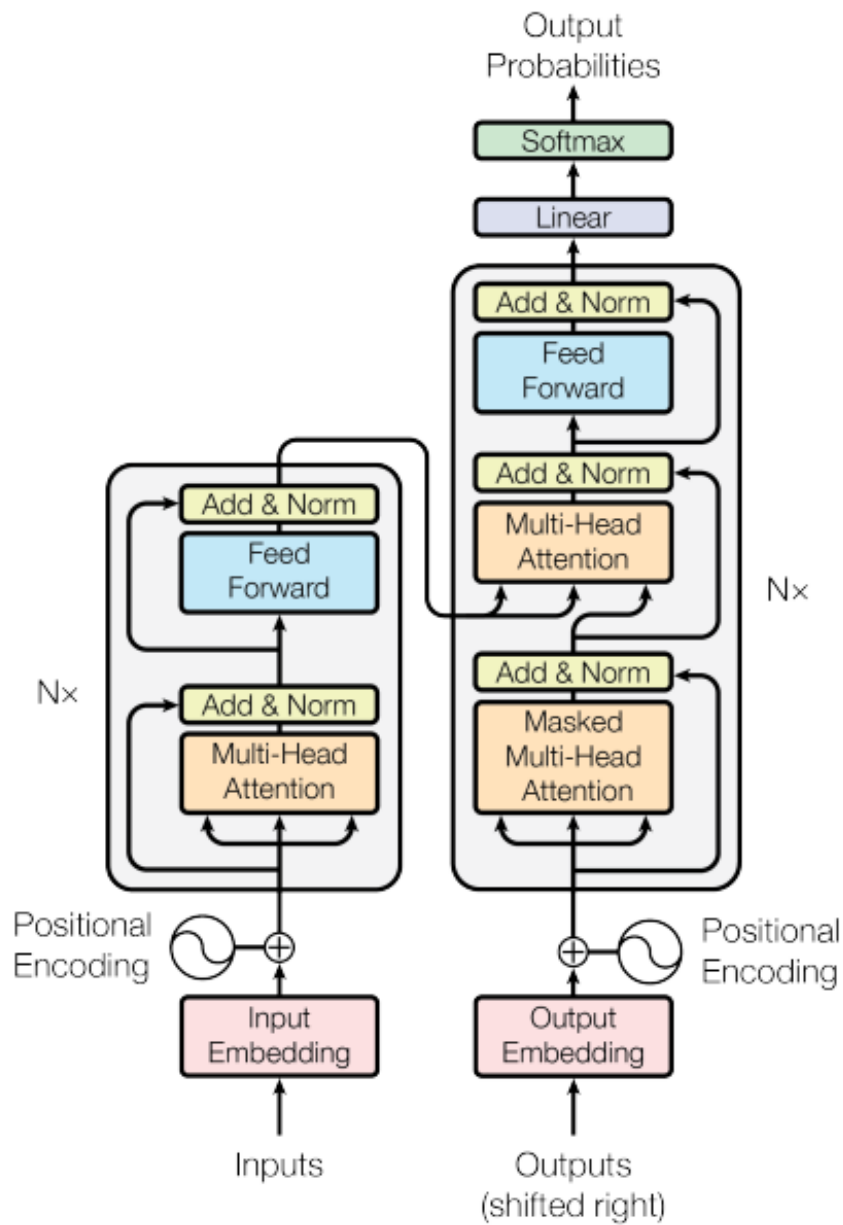 Output
Probabilities
Softmax
Linear
Add & Norm
Feed
Forward
Add & Norm
Multi-Head
Attention
Add & Norm
Masked
Multi-Head
Attention
Nx
Add & Norm
Feed
Forward
Add & Norm
Multi-Head
Attention
Nx
Positional
Encoding
Positional
Encoding
Input
Embedding
Output
Embedding
Inputs
Outputs
(shifted right)